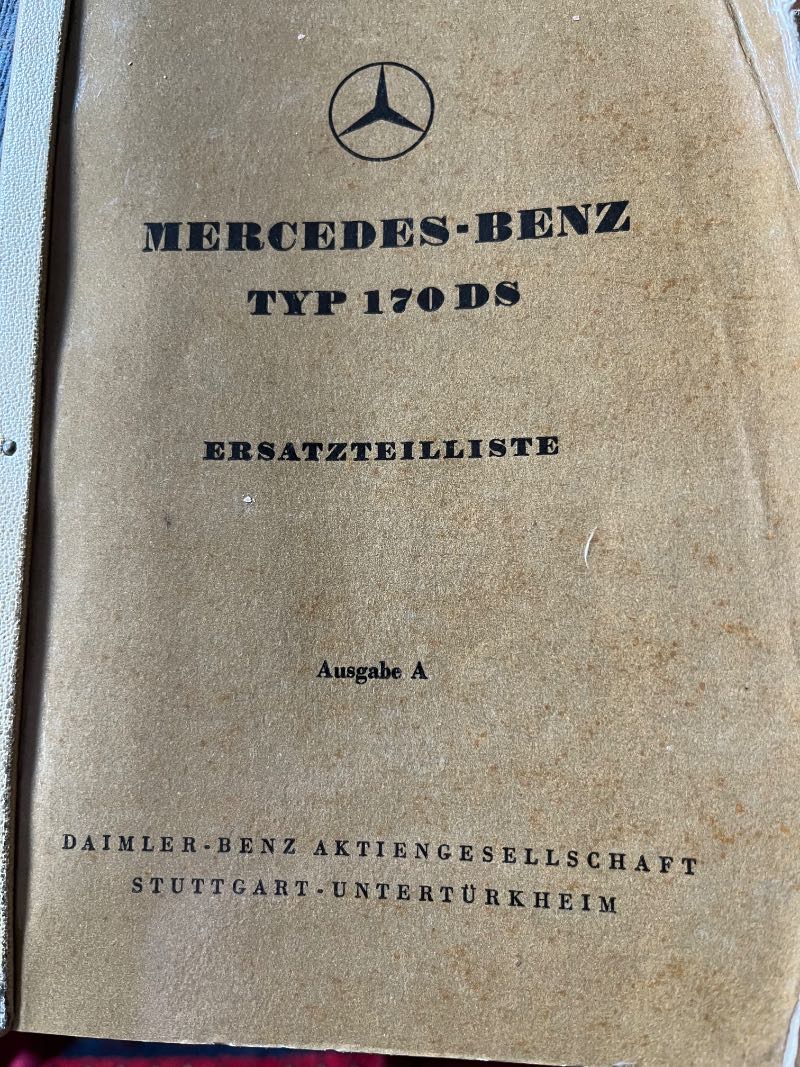 MERCEDES-BENZ
TYP 170 DS
ERSATZTEILLISTE
Ausgabe A
DAIMLER-BENZ AKTIENGESELLSCHAFT
STUTTGART-UNTERTÜRKHEIM